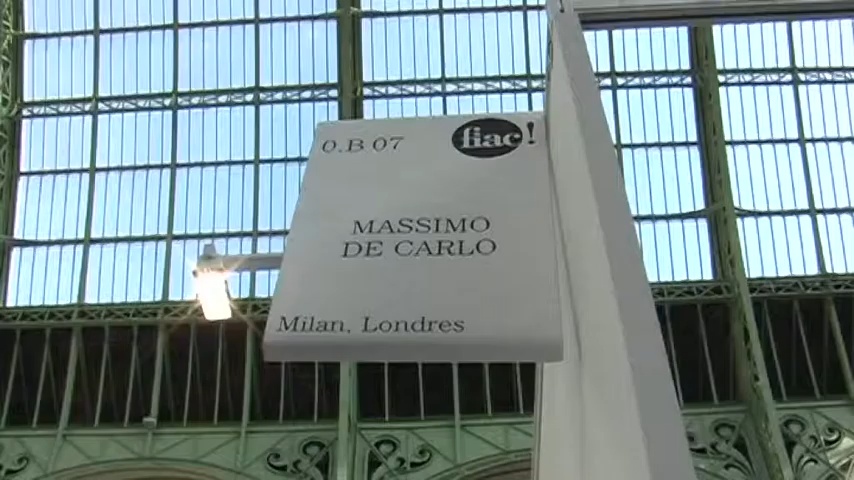 0.B 07
fiac!
MASSIMO
DE CARLO
Milan, Londres